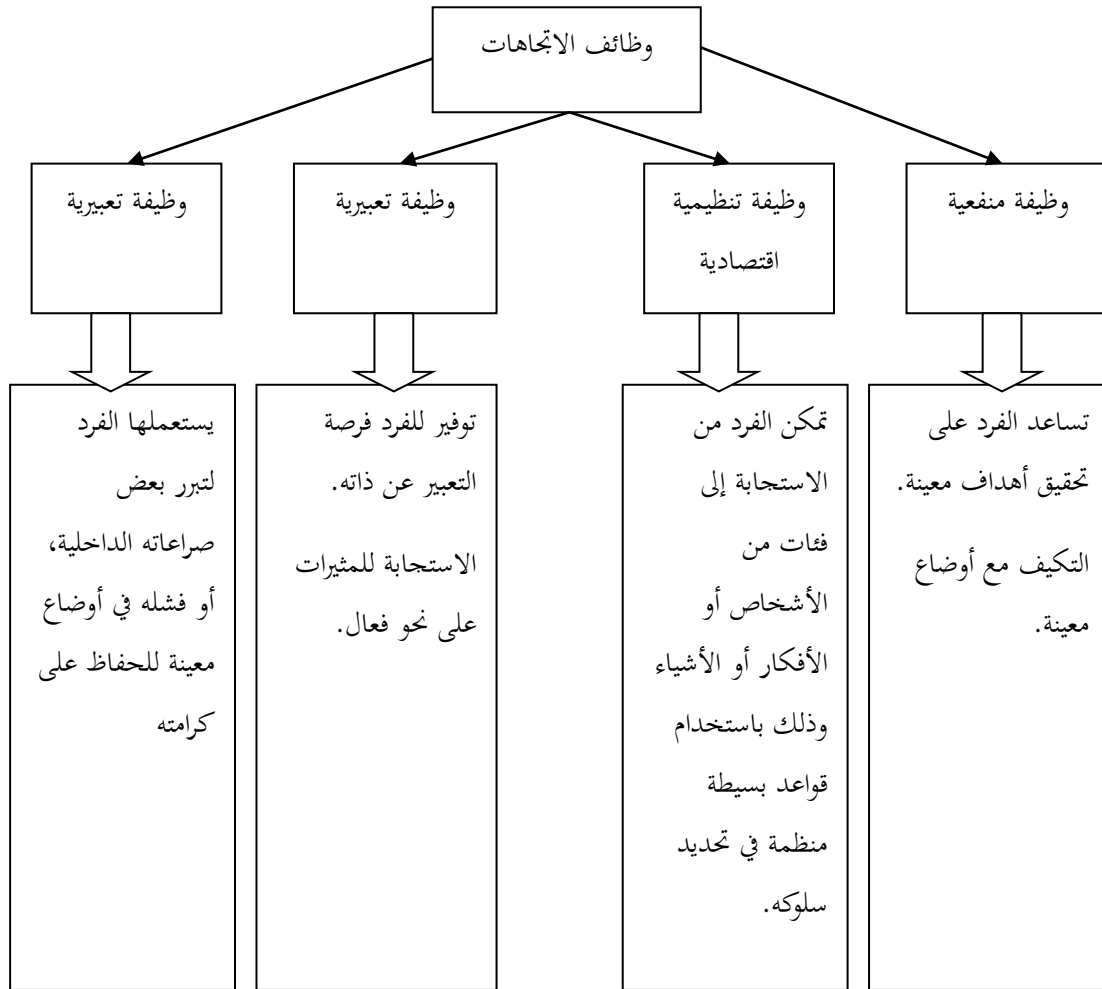 وظائف الاتجاهات
وظيفة منفعية
وظيفة تنظيمية
اقتصادية
وظيفة تعبيرية
وظيفة تعبيرية
تساعد الفرد على
تحقيق أهداف معينة.
التكيف مع أوضاع
معينة.
تمكن الفرد من
الاستجابة إلى
فئات من
الأشخاص أو
الأفكار أو الأشياء
وذلك باستخدام
قواعد بسيطة
منظمة في تحديد
سلوكه.
توفير للفرد فرصة
التعبير عن ذاته.
الاستجابة للمثيرات
على نحو فعال.
يستعملها الفرد
لتبرر بعض
صراعاته الداخلية،
أو فشله في أوضاع
معينة للحفاظ على
كرامته